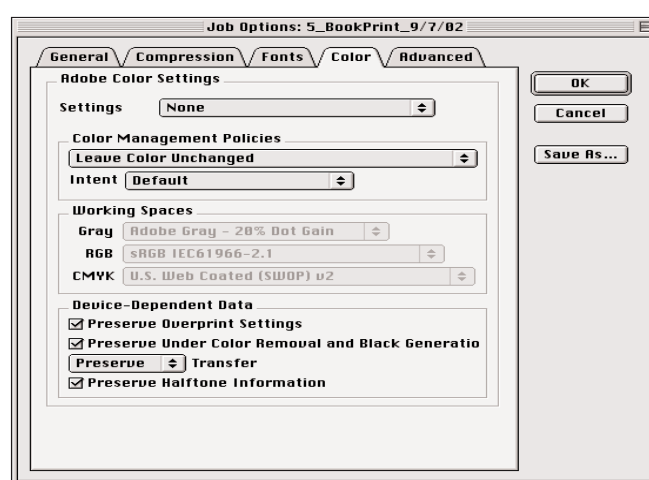 Job Options: 5_BookPrint_9/7/02
General Compression Fonts Color Advanced
Adobe Color Settings
Settings None
Color Management Policies
Leave Color Unchanged
Intent Default
Working Spaces
Gray Adobe Gray - 20% Dot Gain
RGB sRGB IEC61966-2.1
CMYK U.S. Web Coated (SWOP) v2
Device-Dependent Data
Preserve Overprint Settings
Preserve Under Color Removal and Black Generatio
Preserve Transfer
Preserve Halftone Information
OK
Cancel
Save As...